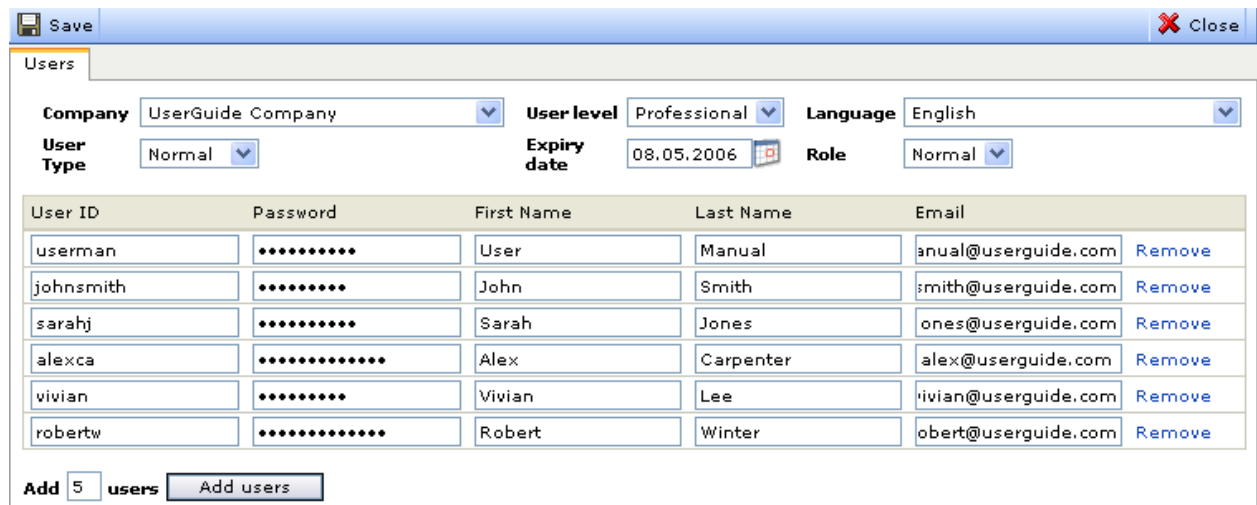 Save Close
Users
Company UserGuide Company User level Professional Language English
User Type Normal Expiry date 08.05.2006 Role Normal
User ID Password First Name Last Name Email
userman •••••••••• User Manual anual@userguide.com Remove
johnsmith ••••••••• John Smith smith@userguide.com Remove
sarahj •••••••••• Sarah Jones ones@userguide.com Remove
alexca ••••••••••••• Alex Carpenter alex@userguide.com Remove
vivian ••••••••• Vivian Lee vivian@userguide.com Remove
robertw ••••••••••••• Robert Winter obert@userguide.com Remove
Add 5 users Add users